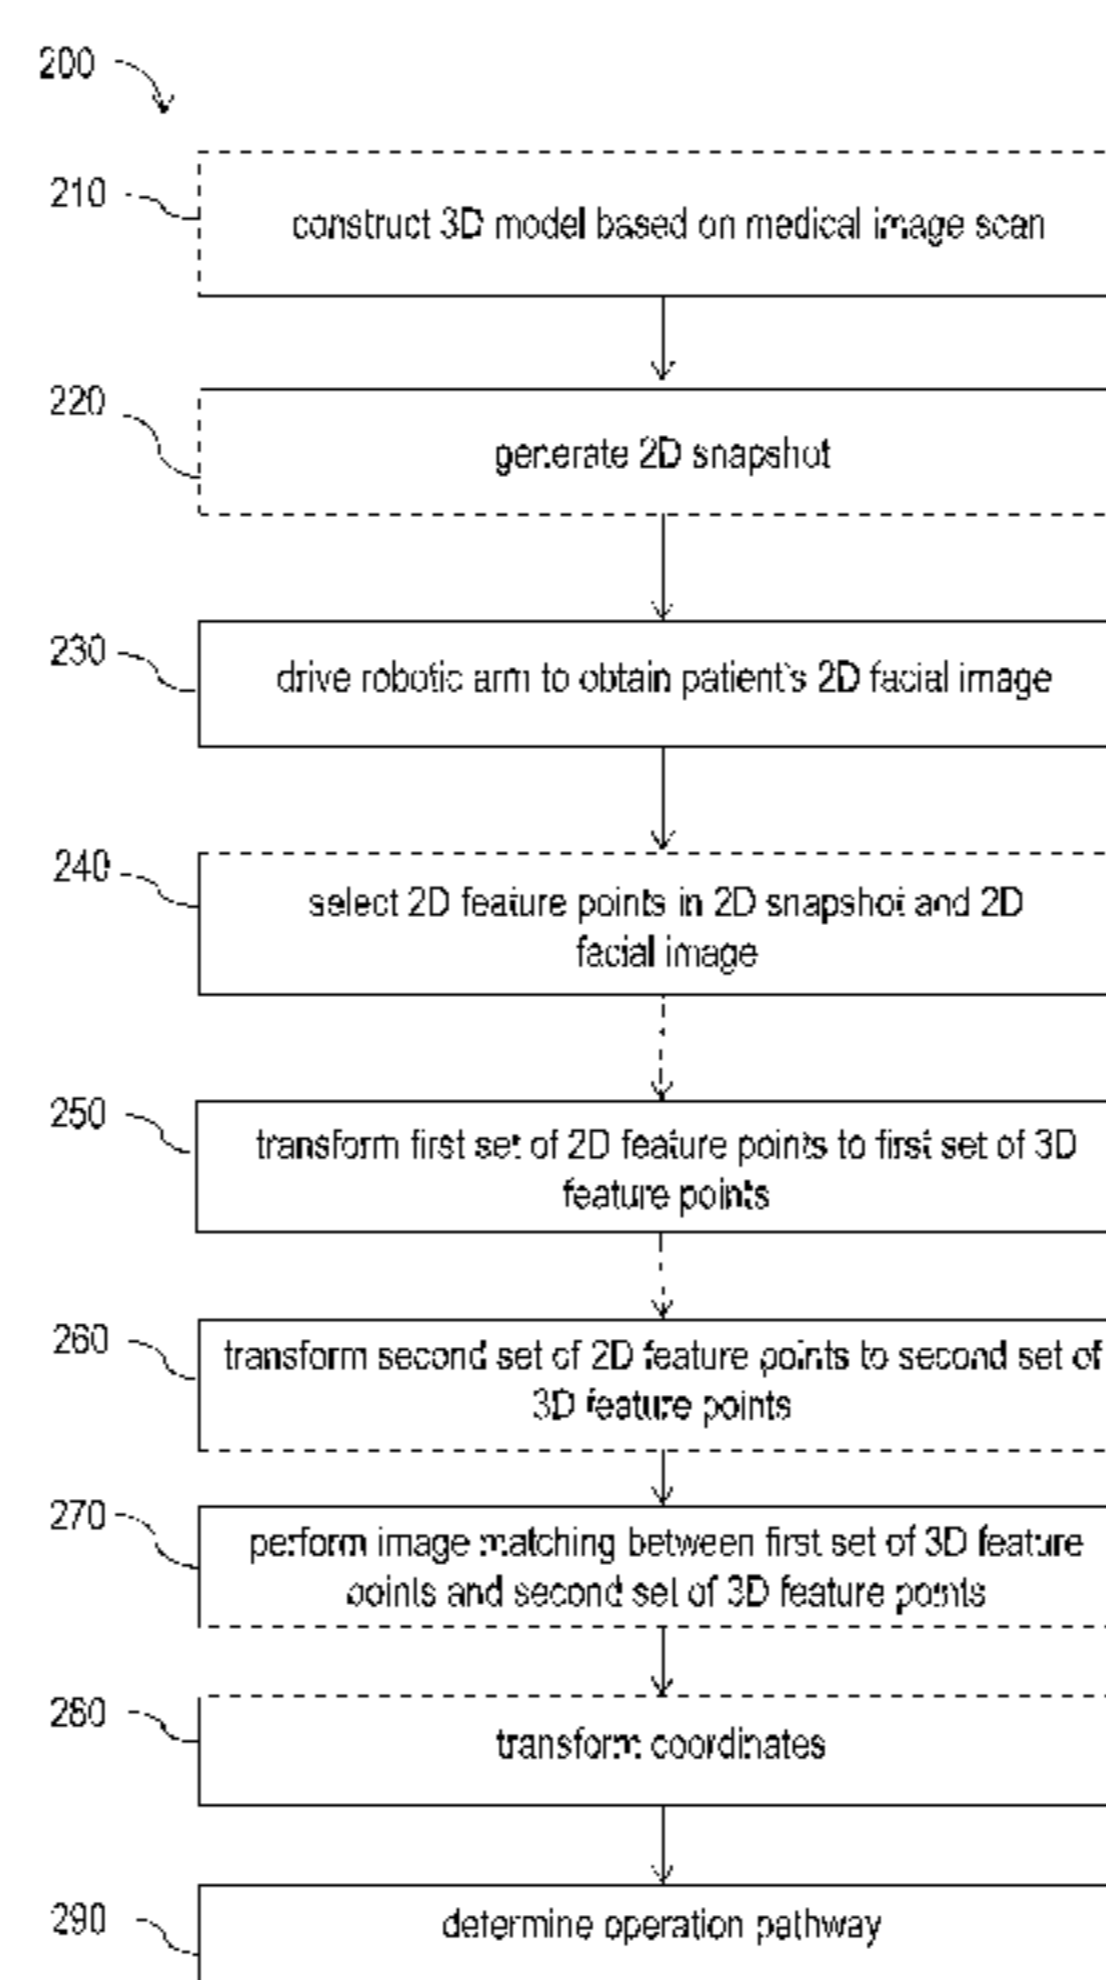 200
210
construct 3D model based on medical image scan
220
generate 2D snapshot
230
drive robotic arm to obtain patient's 2D facial image
240
select 2D feature points in 2D snapshot and 2D
facial image
250
transform first set of 2D feature points to first set of 3D
feature points
260
transform second set of 2D feature points to second set of
3D feature points
270
perform image matching between first set of 3D feature
points and second set of 3D feature points
280
transform coordinates
290
determine operation pathway